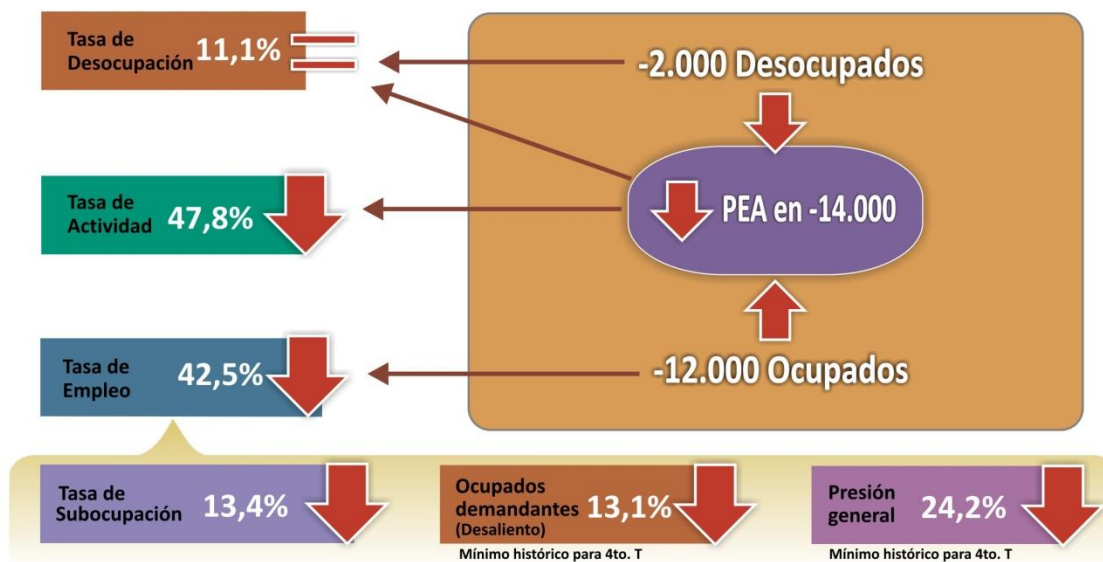 Tasa de
Desocupación 11,1%
-2.000 Desocupados
Tasa de
Actividad 47,8%
PEA en -14.000
Tasa de
Empleo 42,5%
-12.000 Ocupados
Tasa de
Subocupación 13,4%
Ocupados
demandantes 13,1%
(Desaliento)
Mínimo histórico para 4to. T
Presión
general 24,2%
Mínimo histórico para 4to. T